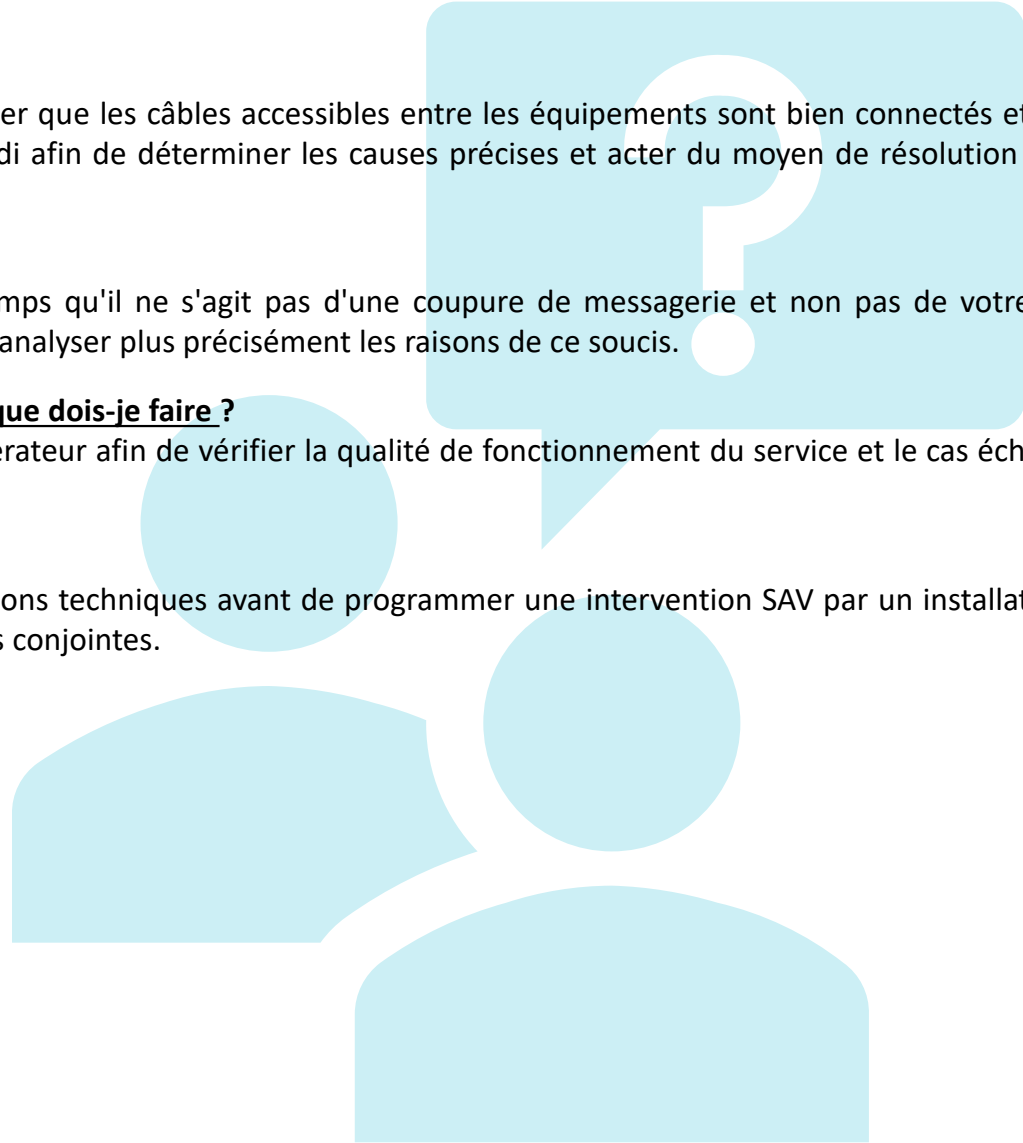 er que les câbles accessibles entre les équipements sont bien connectés et
di afin de déterminer les causes précises et acter du moyen de résolution
mps qu'il ne s'agit pas d'une coupure de messagerie et non pas de votre
analyser plus précisément les raisons de ce soucis.
que dois-je faire ?
érateur afin de vérifier la qualité de fonctionnement du service et le cas éch
ons techniques avant de programmer une intervention SAV par un installat
s conjointes.